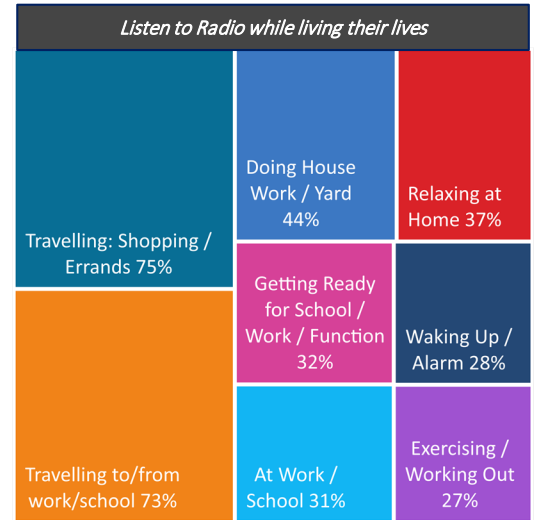 Listen to Radio while living their lives
Travelling: Shopping /
Errands 75%
Travelling to/from
work/school 73%
Doing House
Work / Yard
44%
Relaxing at
Home 37%
Getting Ready
for School /
Work / Function
32%
Waking Up /
Alarm 28%
At Work /
School 31%
Exercising /
Working Out
27%